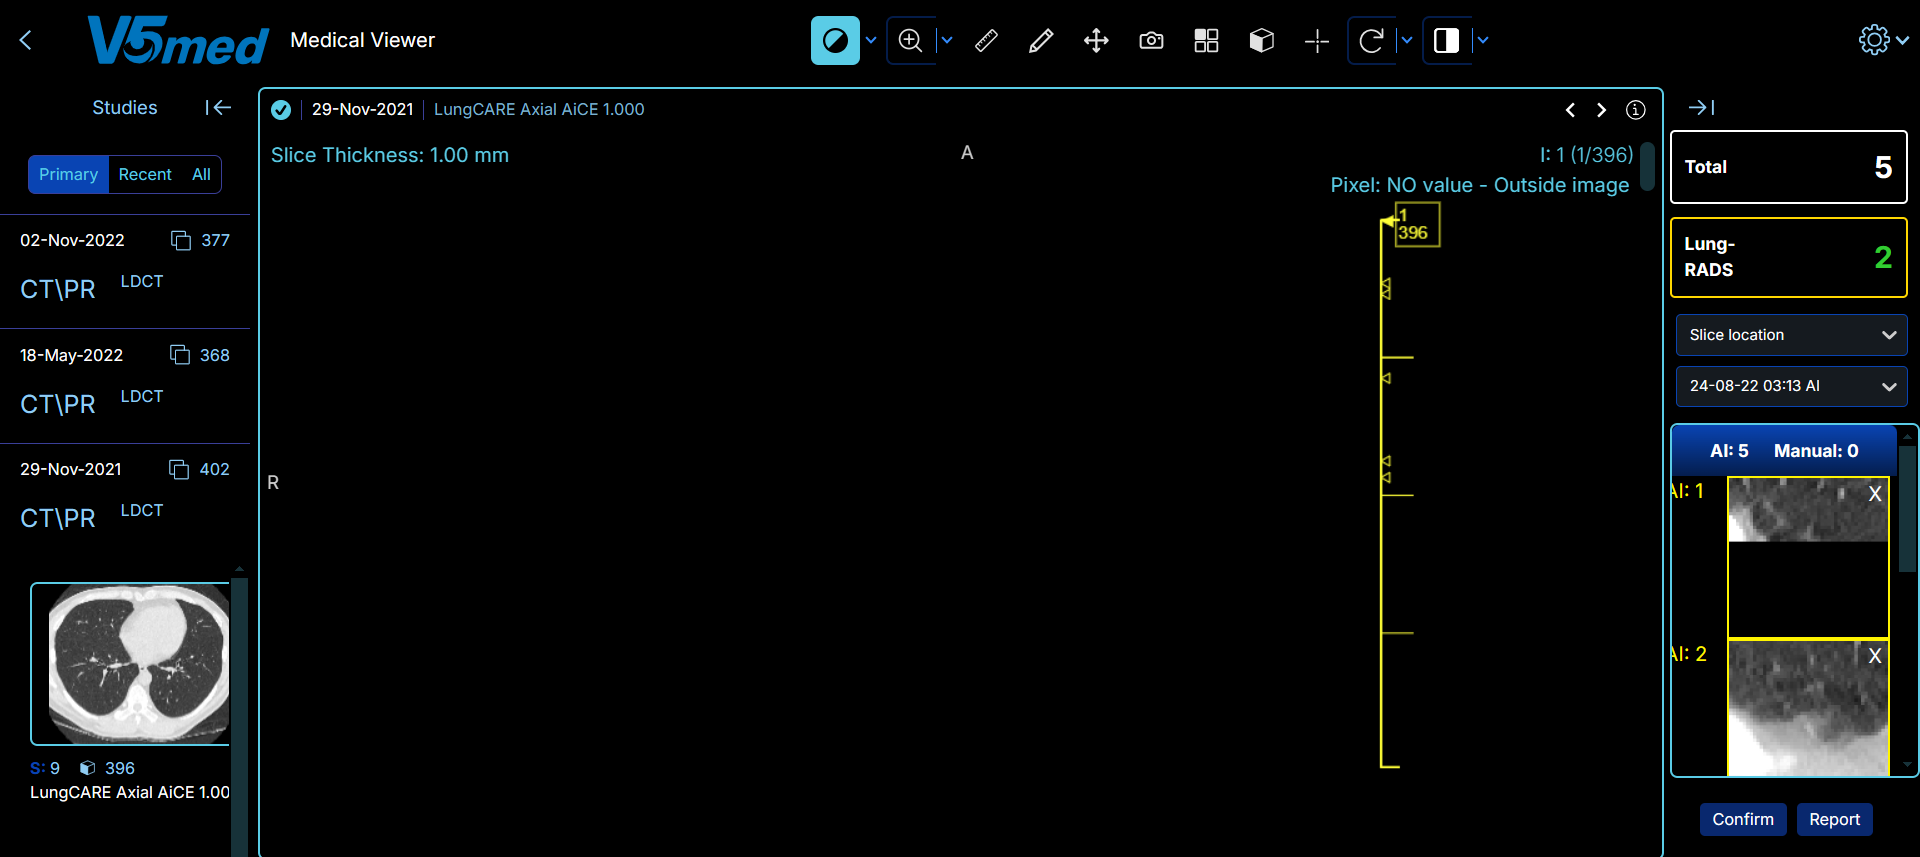 V5med
Medical Viewer
Studies
Primary Recent All
02-Nov-2022 377
CT\PR LDCT
18-May-2022 368
CT\PR LDCT
29-Nov-2021 402
CT\PR LDCT
S: 9 396
LungCARE Axial AiCE 1.00
29-Nov-2021 LungCARE Axial AiCE 1.000
Slice Thickness: 1.00 mm
A
I: 1 (1/396)
Pixel: NO value - Outside image
1
396
R
Total 5
Lung-
RADS 2
Slice location
24-08-22 03:13 AI
AI: 5 Manual: 0
AI: 1 X
AI: 2 X
Confirm Report